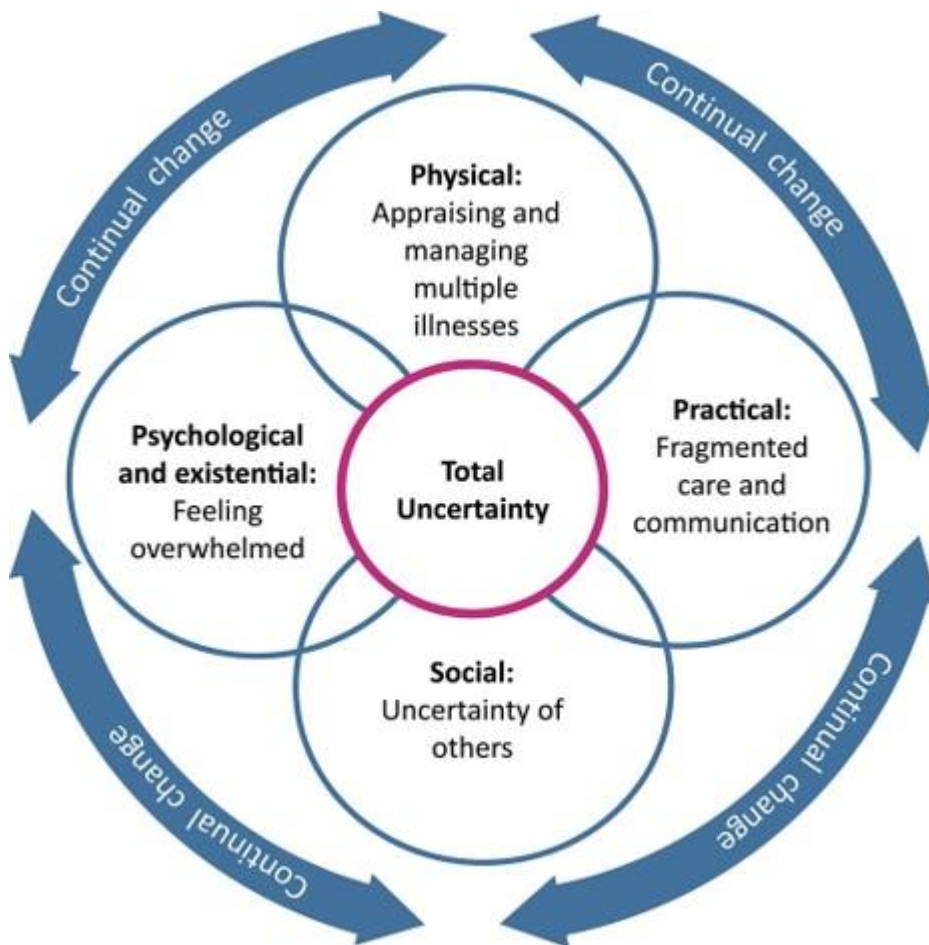 Continual change
Continual change
Physical:
Appraising and
managing
multiple
illnesses
Psychological
and existential:
Feeling
overwhelmed
Total
Uncertainty
Practical:
Fragmented
care and
communication
Social:
Uncertainty of
others
Continual change
Continual change